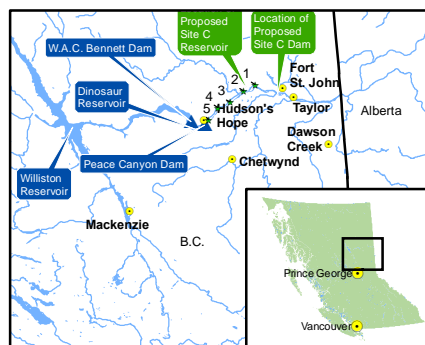 Proposed
Site C
Reservoir
Location of
Proposed
Site C Dam
W.A.C. Bennett Dam
Dinosaur
Reservoir
1
2
3
4
5
Fort
St. John
Taylor
Hudson's
Hope
Alberta
Dawson
Creek
Peace Canyon Dam
Chetwynd
Williston
Reservoir
Mackenzie
B.C.
Prince George
Vancouver